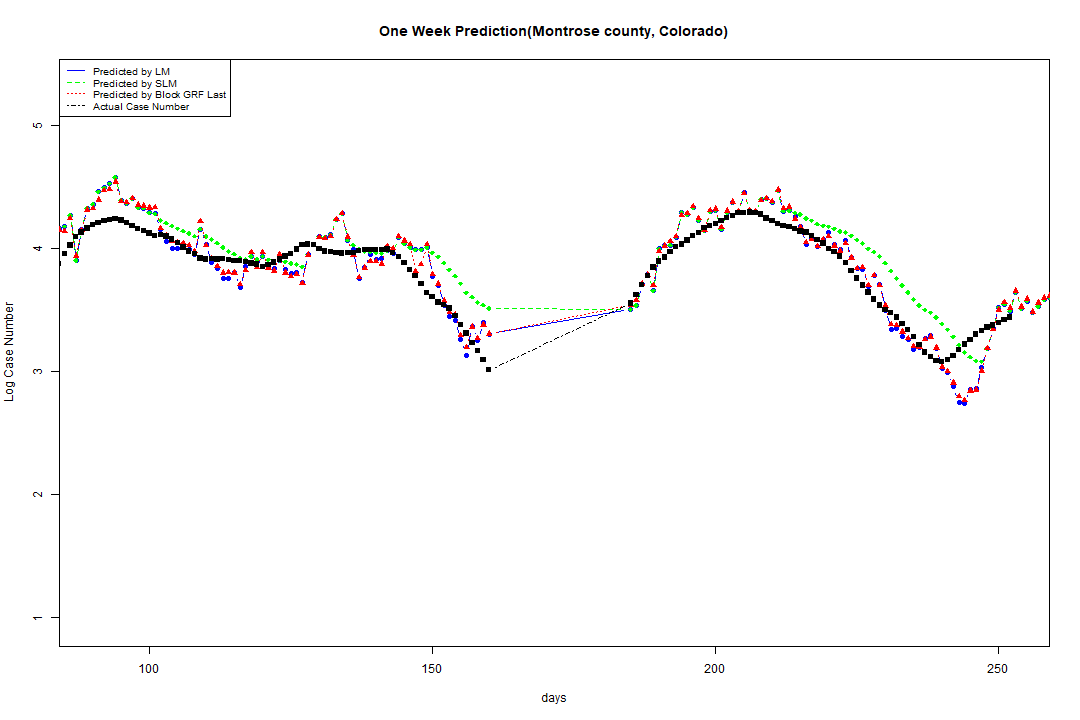 One Week Prediction(Montrose county, Colorado)
Predicted by LM
Predicted by SLM
Predicted by Block GRF Last
Actual Case Number
5
4
3
2
1
Log Case Number
100 150 200 250
days